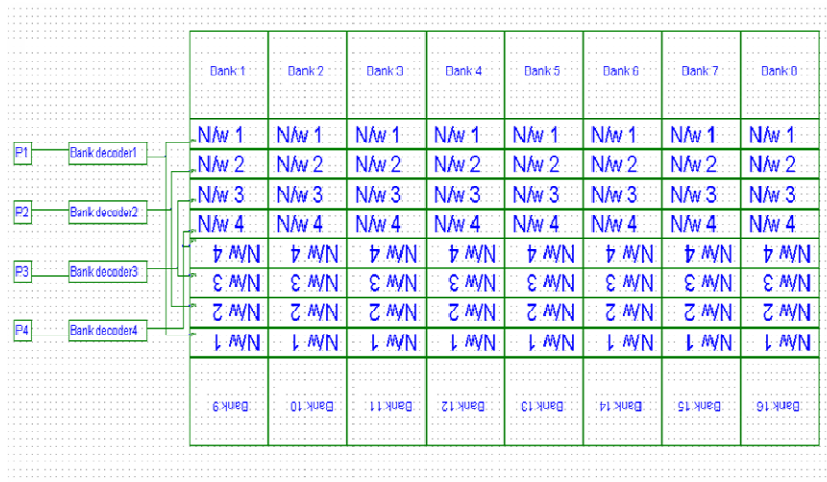 Bank 1 Bank 2 Bank 3 Bank 4 Bank 5 Bank 6 Bank 7 Bank 8
N/w 1 N/w 1 N/w 1 N/w 1 N/w 1 N/w 1 N/w 1 N/w 1
P1 Bank decoder1
N/w 2 N/w 2 N/w 2 N/w 2 N/w 2 N/w 2 N/w 2 N/w 2
N/w 3 N/w 3 N/w 3 N/w 3 N/w 3 N/w 3 N/w 3 N/w 3
P2 Bank decoder2
N/w 4 N/w 4 N/w 4 N/w 4 N/w 4 N/w 4 N/w 4 N/w 4
N/w 4 N/w 4 N/w 4 N/w 4 N/w 4 N/w 4 N/w 4 N/w 4
P3 Bank decoder3
N/w 3 N/w 3 N/w 3 N/w 3 N/w 3 N/w 3 N/w 3 N/w 3
N/w 2 N/w 2 N/w 2 N/w 2 N/w 2 N/w 2 N/w 2 N/w 2
P4 Bank decoder4
N/w 1 N/w 1 N/w 1 N/w 1 N/w 1 N/w 1 N/w 1 N/w 1
Bank 9 Bank 10 Bank 11 Bank 12 Bank 13 Bank 14 Bank 15 Bank 16